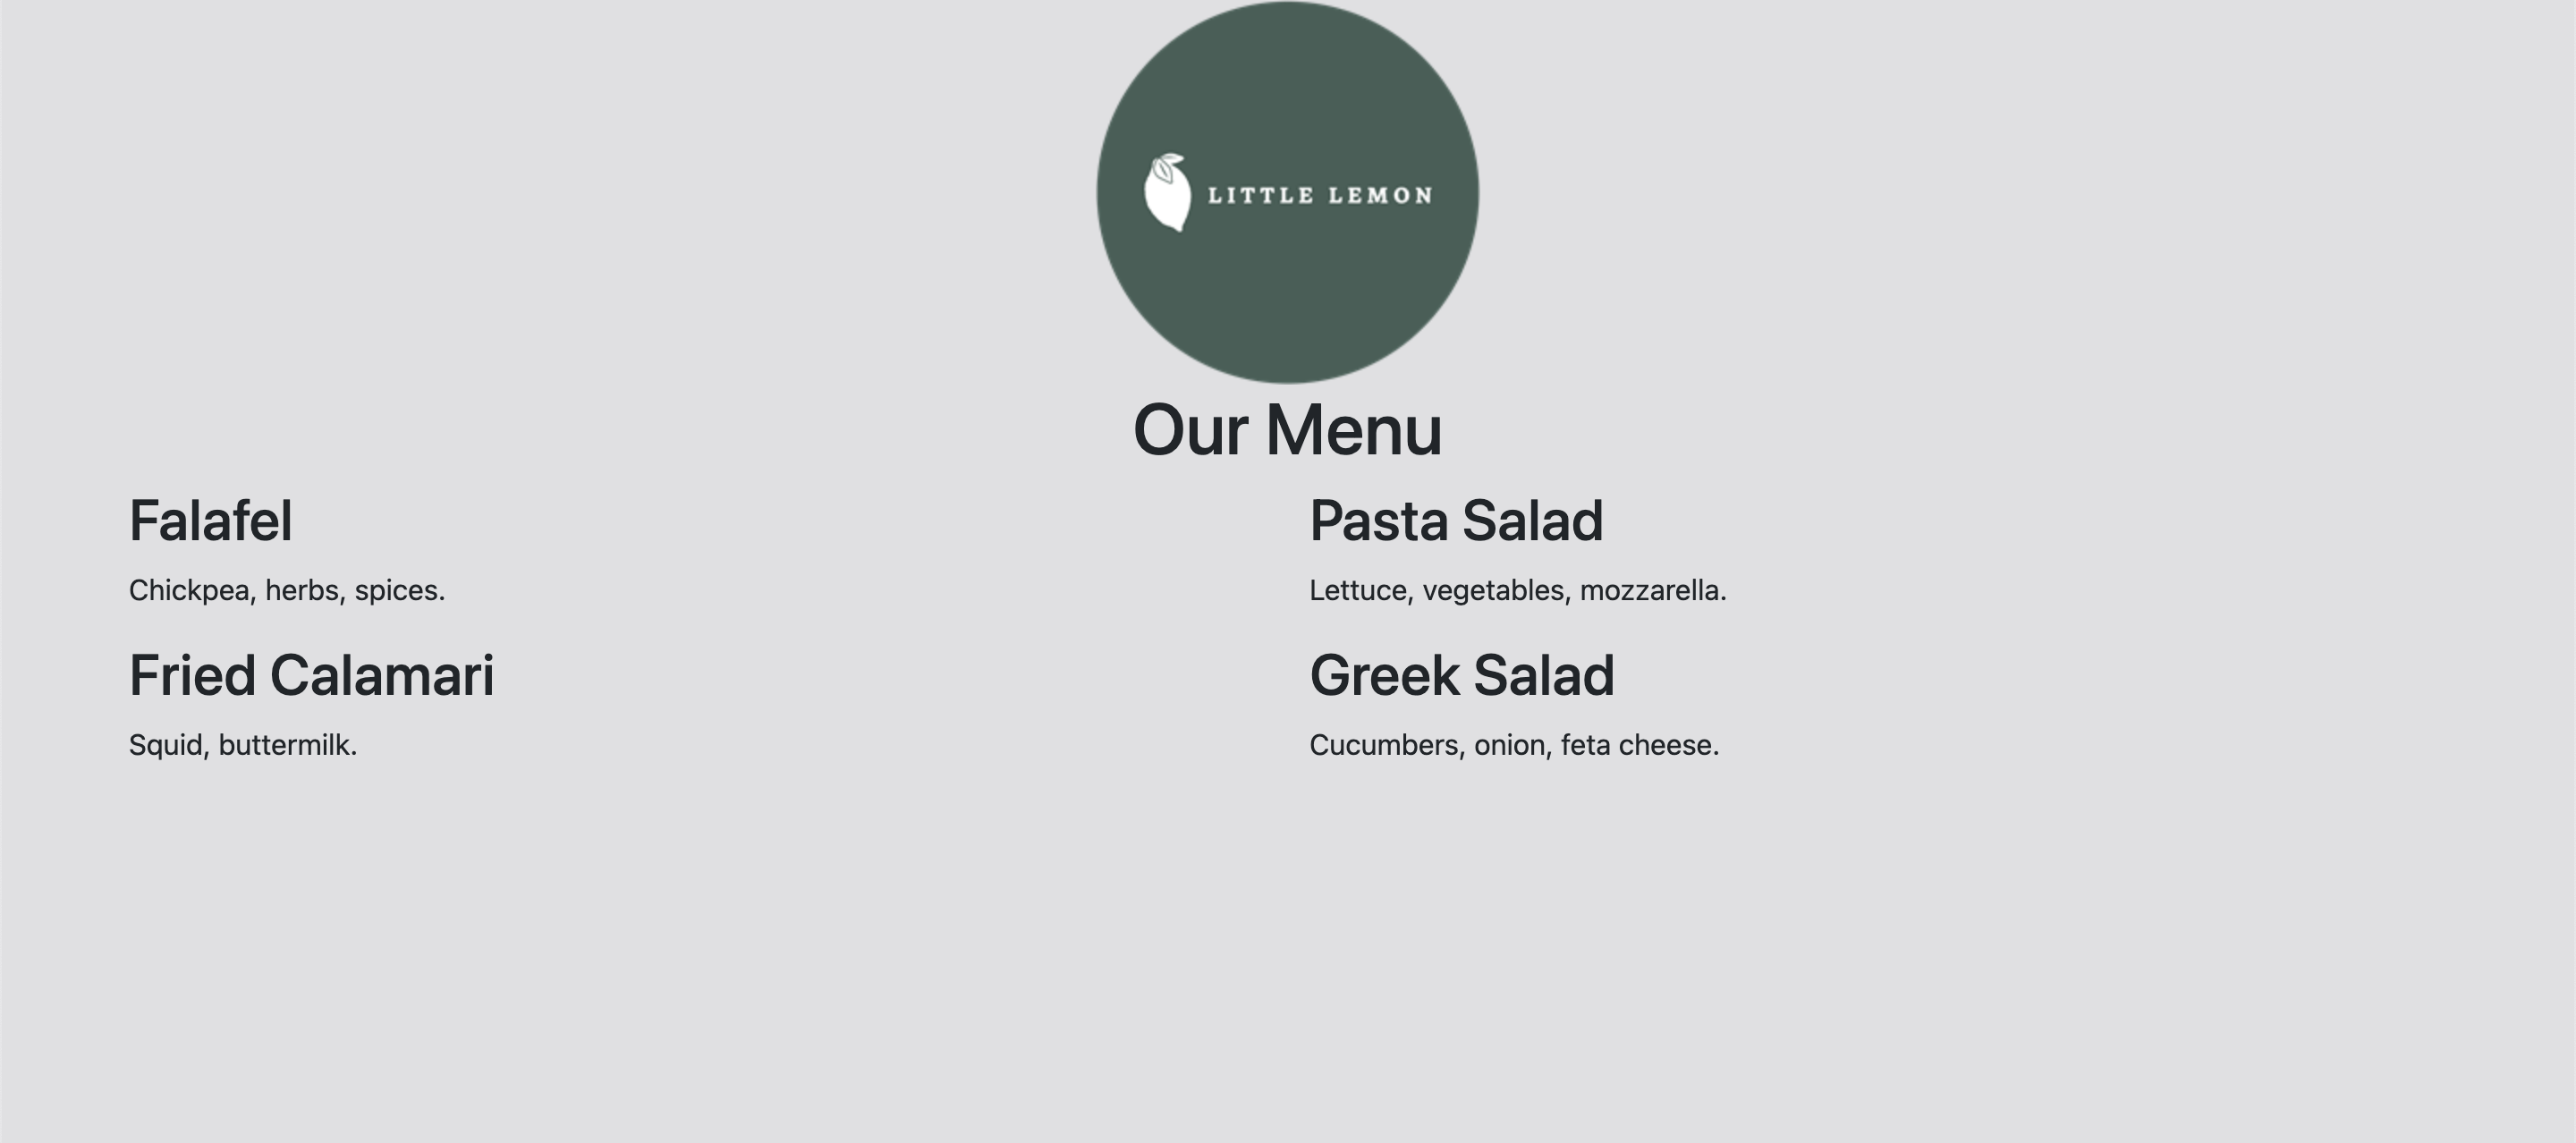 LITTLE LEMON
Our Menu
Falafel
Chickpea, herbs, spices.
Fried Calamari
Squid, buttermilk.
Pasta Salad
Lettuce, vegetables, mozzarella.
Greek Salad
Cucumbers, onion, feta cheese.